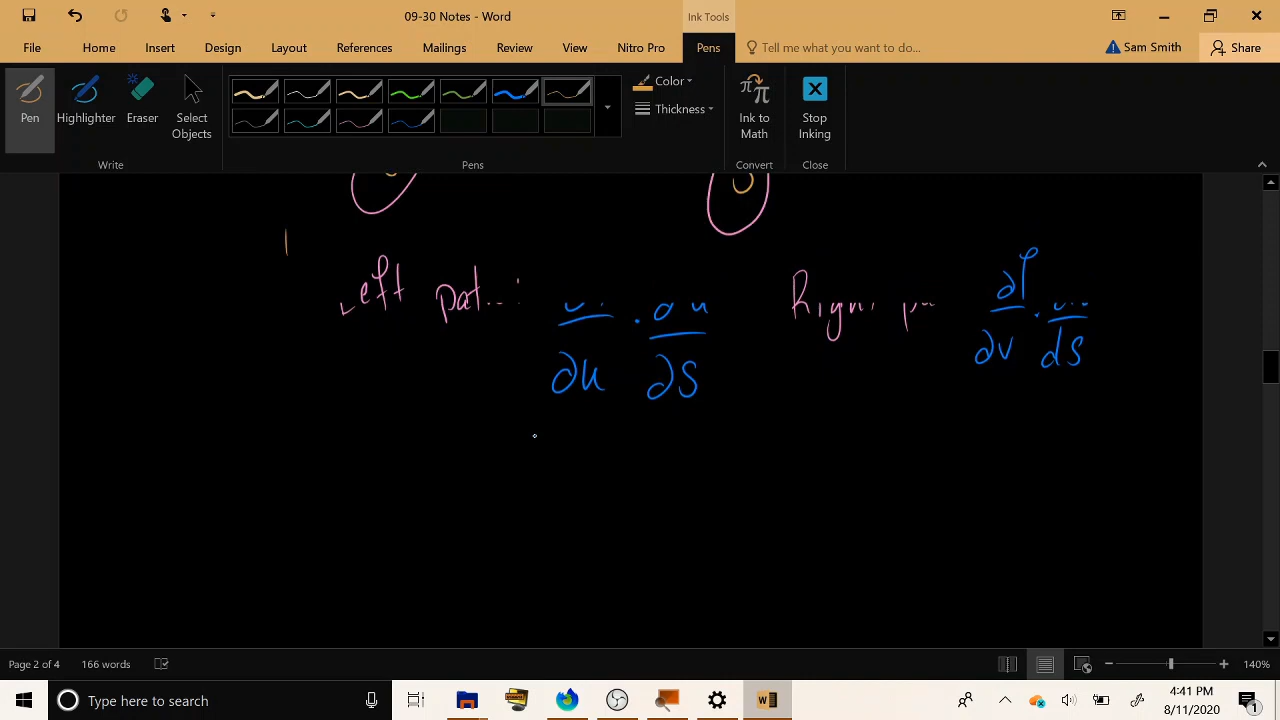 09-30 Notes - Word
Ink Tools
File Home Insert Design Layout References Mailings Review View Nitro Pro Pens Tell me what you want to do... Sam Smith Share
Pen Highlighter Eraser Select Objects Color Thickness Ink to Math Stop Inking
Write Pens Convert Close
Left
∂f
∂u ∂s ∂v ds
Page 2 of 4 166 words 140%
Type here to search 4:41 PM
8/11/2020